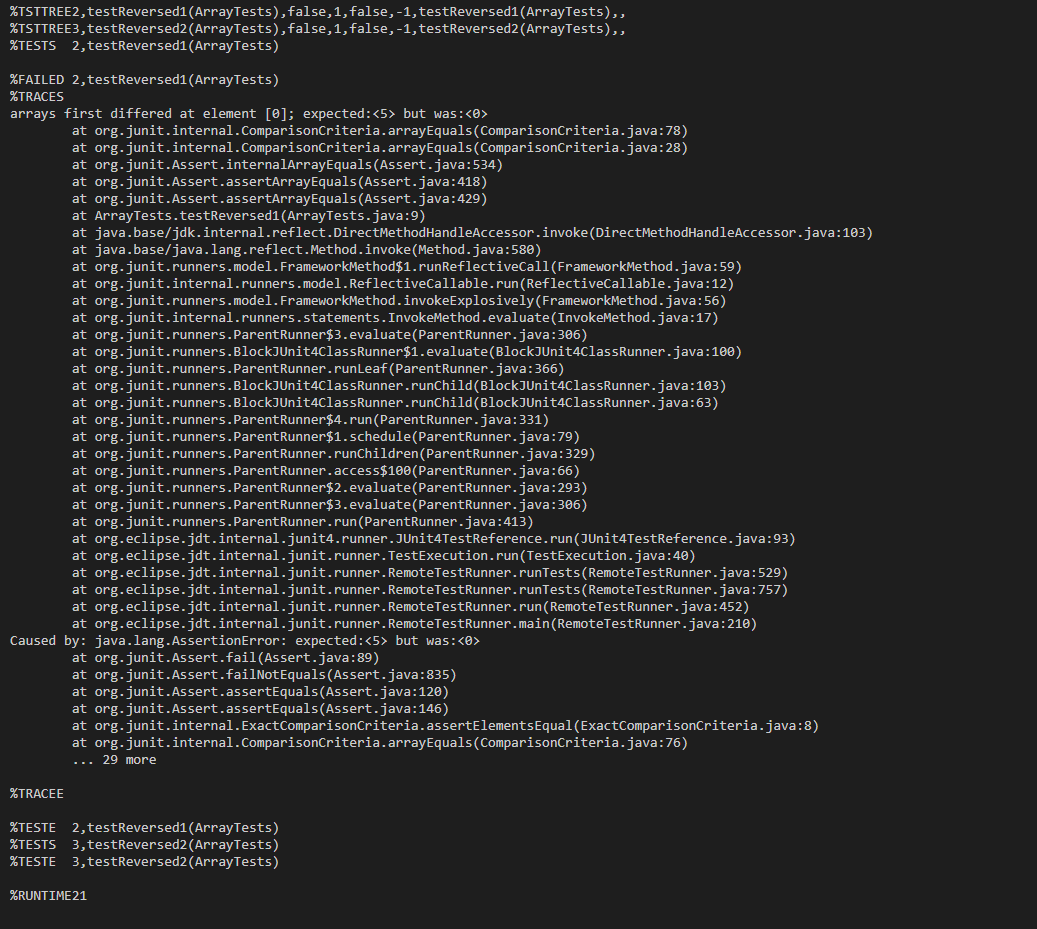 %TSTTREE2,testReversed1(ArrayTests),false,1,false,-1,testReversed1(ArrayTests),,
%TSTTREE3,testReversed2(ArrayTests),false,1,false,-1,testReversed2(ArrayTests),,
%TESTS  2,testReversed1(ArrayTests)

%FAILED 2,testReversed1(ArrayTests)
%TRACES
arrays first differed at element [0]; expected:<5> but was:<0>
        at org.junit.internal.ComparisonCriteria.arrayEquals(ComparisonCriteria.java:78)
        at org.junit.internal.ComparisonCriteria.arrayEquals(ComparisonCriteria.java:28)
        at org.junit.Assert.internalArrayEquals(Assert.java:534)
        at org.junit.Assert.assertArrayEquals(Assert.java:418)
        at org.junit.Assert.assertArrayEquals(Assert.java:429)
        at ArrayTests.testReversed1(ArrayTests.java:9)
        at java.base/jdk.internal.reflect.DirectMethodHandleAccessor.invoke(DirectMethodHandleAccessor.java:103)
        at java.base/java.lang.reflect.Method.invoke(Method.java:580)
        at org.junit.runners.model.FrameworkMethod$1.runReflectiveCall(FrameworkMethod.java:59)
        at org.junit.internal.runners.model.ReflectiveCallable.run(ReflectiveCallable.java:12)
        at org.junit.runners.model.FrameworkMethod.invokeExplosively(FrameworkMethod.java:56)
        at org.junit.internal.runners.statements.InvokeMethod.evaluate(InvokeMethod.java:17)
        at org.junit.runners.ParentRunner$3.evaluate(ParentRunner.java:306)
        at org.junit.runners.BlockJUnit4ClassRunner$1.evaluate(BlockJUnit4ClassRunner.java:100)
        at org.junit.runners.ParentRunner.runLeaf(ParentRunner.java:366)
        at org.junit.runners.BlockJUnit4ClassRunner.runChild(BlockJUnit4ClassRunner.java:103)
        at org.junit.runners.BlockJUnit4ClassRunner.runChild(BlockJUnit4ClassRunner.java:63)
        at org.junit.runners.ParentRunner$4.run(ParentRunner.java:331)
        at org.junit.runners.ParentRunner$1.schedule(ParentRunner.java:79)
        at org.junit.runners.ParentRunner.runChildren(ParentRunner.java:329)
        at org.junit.runners.ParentRunner.access$100(ParentRunner.java:66)
        at org.junit.runners.ParentRunner$2.evaluate(ParentRunner.java:293)
        at org.junit.runners.ParentRunner$3.evaluate(ParentRunner.java:306)
        at org.junit.runners.ParentRunner.run(ParentRunner.java:413)
        at org.eclipse.jdt.internal.junit4.runner.JUnit4TestReference.run(JUnit4TestReference.java:93)
        at org.eclipse.jdt.internal.junit.runner.TestExecution.run(TestExecution.java:40)
        at org.eclipse.jdt.internal.junit.runner.RemoteTestRunner.runTests(RemoteTestRunner.java:529)
        at org.eclipse.jdt.internal.junit.runner.RemoteTestRunner.runTests(RemoteTestRunner.java:757)
        at org.eclipse.jdt.internal.junit.runner.RemoteTestRunner.run(RemoteTestRunner.java:452)
        at org.eclipse.jdt.internal.junit.runner.RemoteTestRunner.main(RemoteTestRunner.java:210)
Caused by: java.lang.AssertionError: expected:<5> but was:<0>
        at org.junit.Assert.fail(Assert.java:89)
        at org.junit.Assert.failNotEquals(Assert.java:835)
        at org.junit.Assert.assertEquals(Assert.java:120)
        at org.junit.Assert.assertEquals(Assert.java:146)
        at org.junit.internal.ExactComparisonCriteria.assertElementsEqual(ExactComparisonCriteria.java:8)
        at org.junit.internal.ComparisonCriteria.arrayEquals(ComparisonCriteria.java:76)
        ... 29 more

%TRACEE

%TESTE  2,testReversed1(ArrayTests)
%TESTS  3,testReversed2(ArrayTests)
%TESTE  3,testReversed2(ArrayTests)

%RUNTIME21